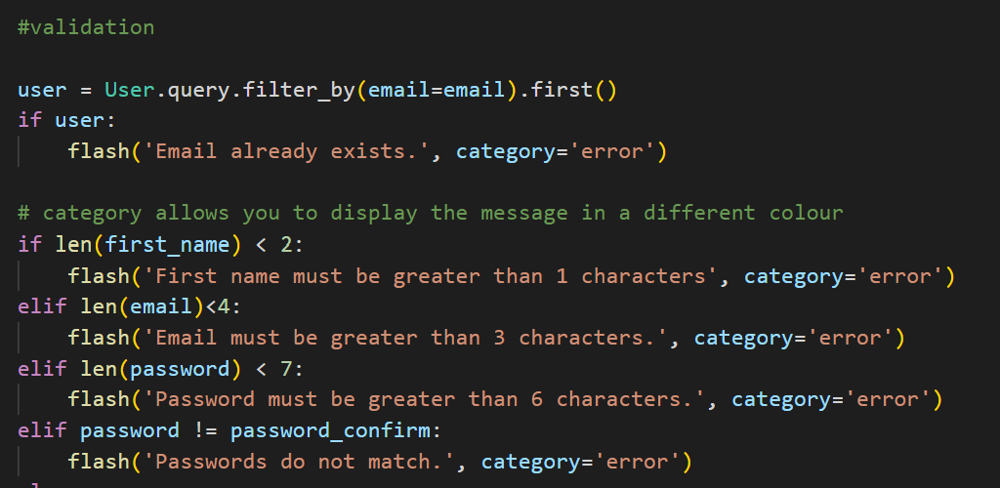 #validation
user = User.query.filter_by(email=email).first()
if user:
    flash('Email already exists.', category='error')
# category allows you to display the message in a different colour
if len(first_name) < 2:
    flash('First name must be greater than 1 characters', category='error')
elif len(email)<4:
    flash('Email must be greater than 3 characters.', category='error')
elif len(password) < 7:
    flash('Password must be greater than 6 characters.', category='error')
elif password != password_confirm:
    flash('Passwords do not match.', category='error')